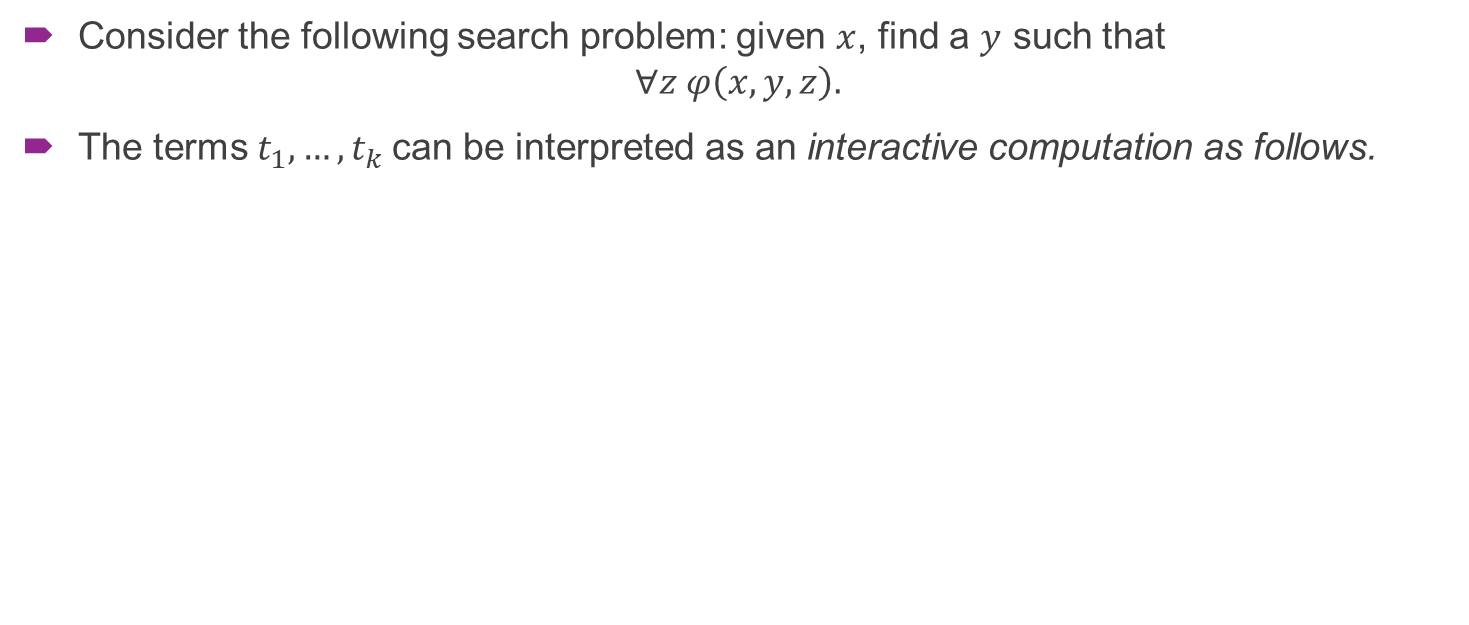 Consider the following search problem: given 𝑥, find a 𝑦 such that
∀𝑧 𝜑(𝑥, 𝑦, 𝑧).
The terms 𝑡₁, … , 𝑡ₖ can be interpreted as an interactive computation as follows.